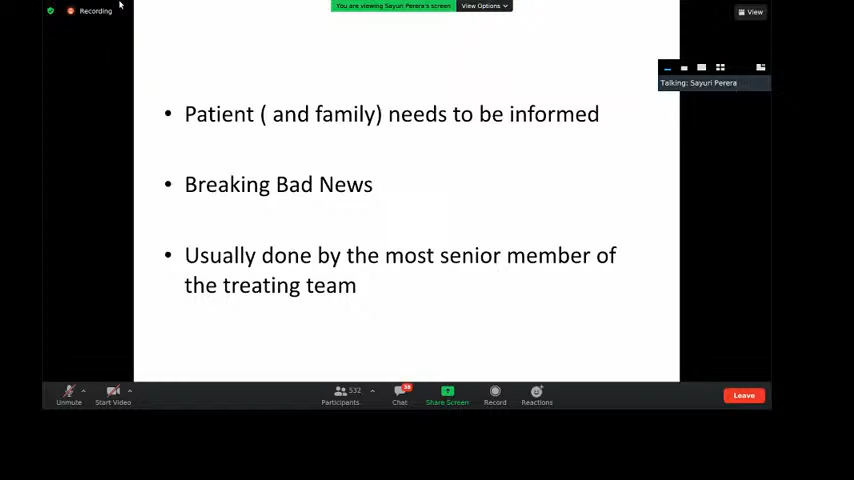 Recording
You are viewing Sayuri Perera's screen
View Options
View
Talking: Sayuri Perera
• Patient ( and family) needs to be informed
• Breaking Bad News
• Usually done by the most senior member of
the treating team
Unmute
Start Video
532
Participants
38
Chat
Share Screen
Record
Reactions
Leave